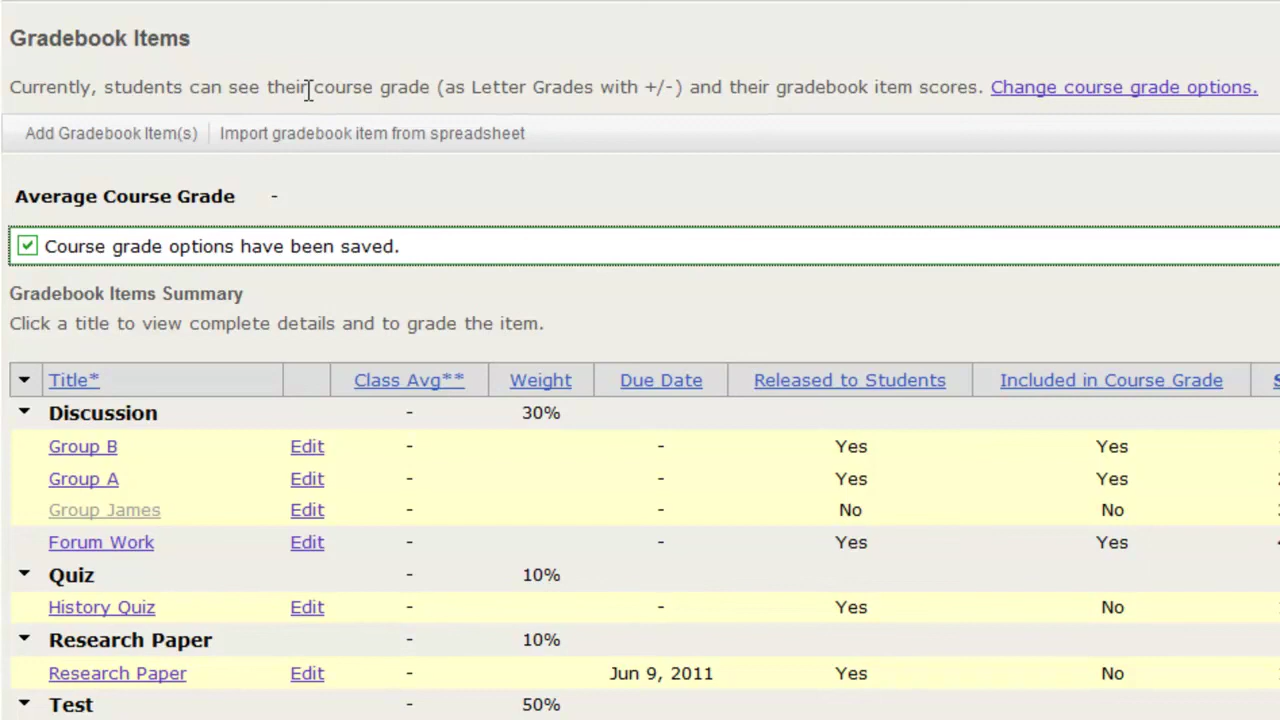 Gradebook Items
Currently, students can see their course grade (as Letter Grades with +/-) and their gradebook item scores. Change course grade options.
Add Gradebook Item(s) Import gradebook item from spreadsheet
Average Course Grade -
Course grade options have been saved.
Gradebook Items Summary
Click a title to view complete details and to grade the item.
Title* Class Avg** Weight Due Date Released to Students Included in Course Grade
Discussion - 30%
Group B Edit - - Yes Yes
Group A Edit - - Yes Yes
Group James Edit - - No No
Forum Work Edit - - Yes Yes
Quiz - 10%
History Quiz Edit - - Yes No
Research Paper - 10%
Research Paper Edit - Jun 9, 2011 Yes No
Test - 50%